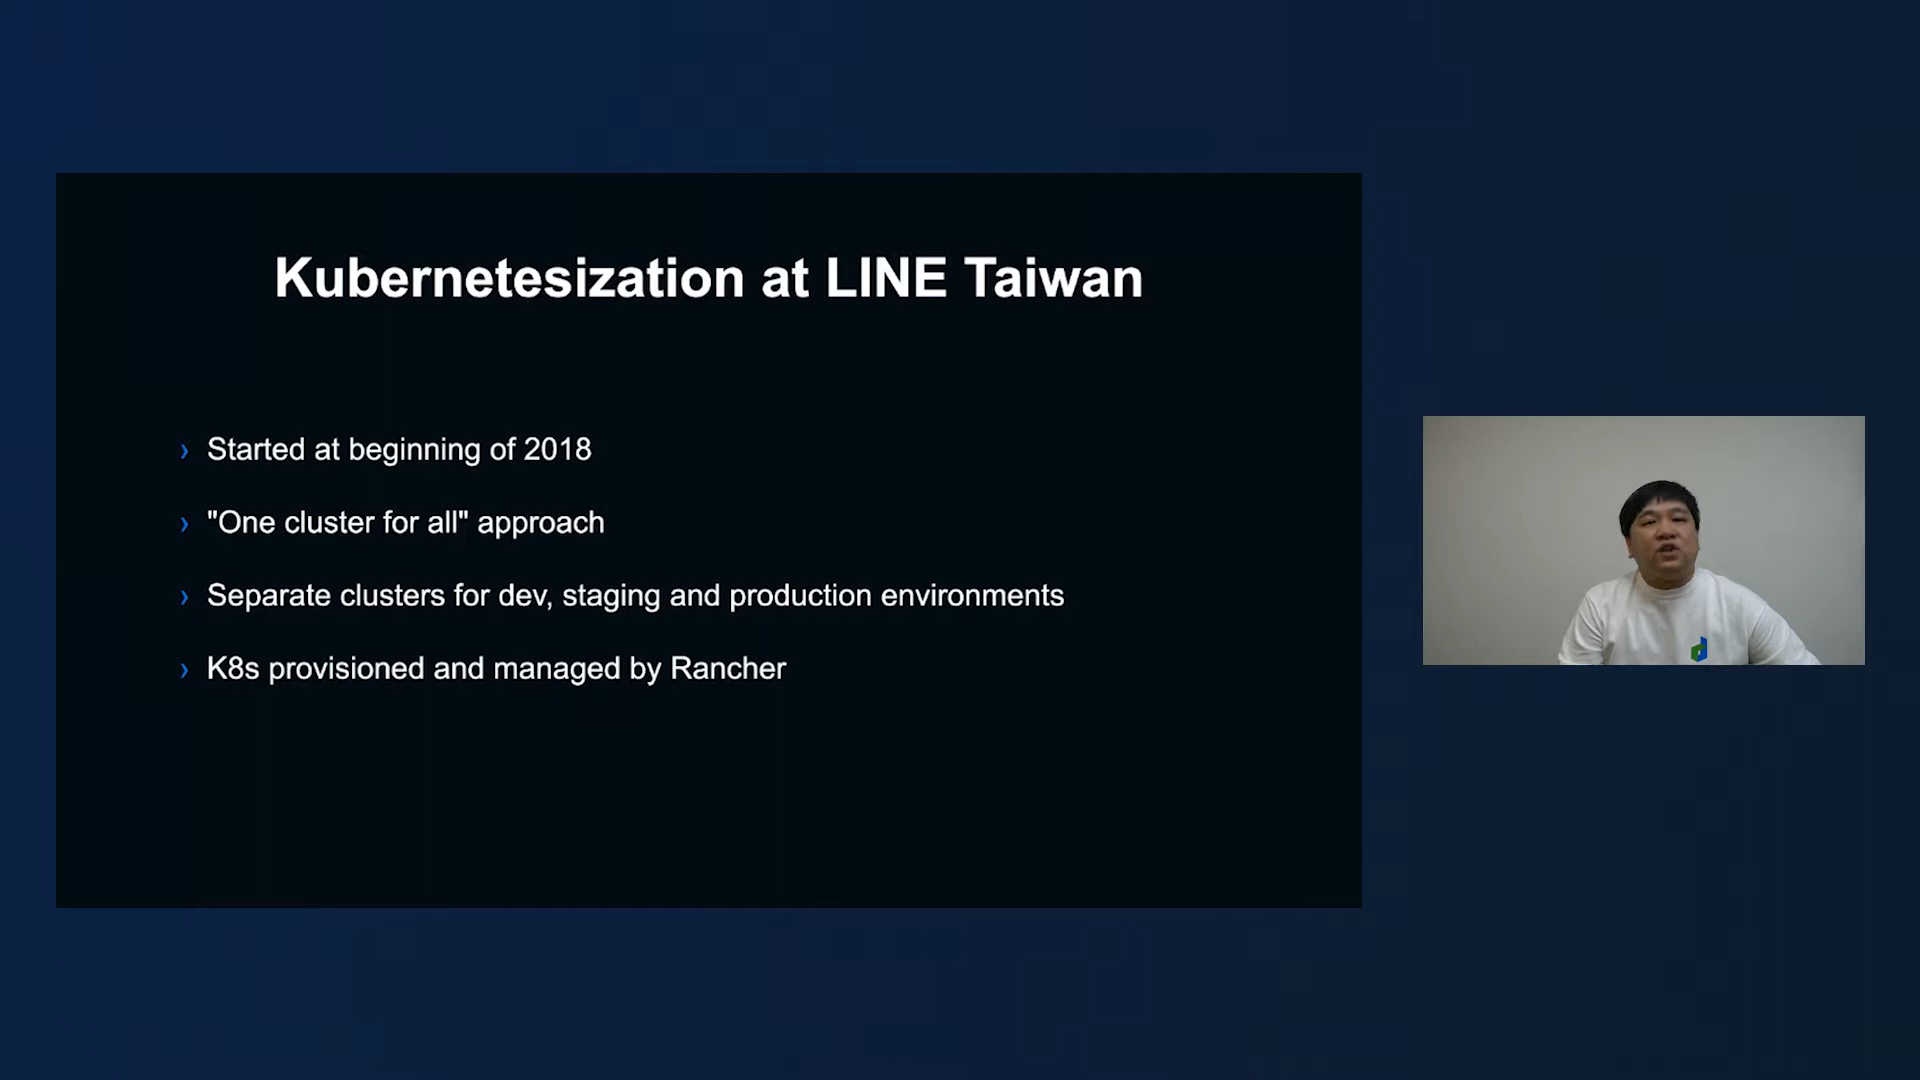 Kubernetesization at LINE Taiwan
› Started at beginning of 2018
› "One cluster for all" approach
› Separate clusters for dev, staging and production environments
› K8s provisioned and managed by Rancher